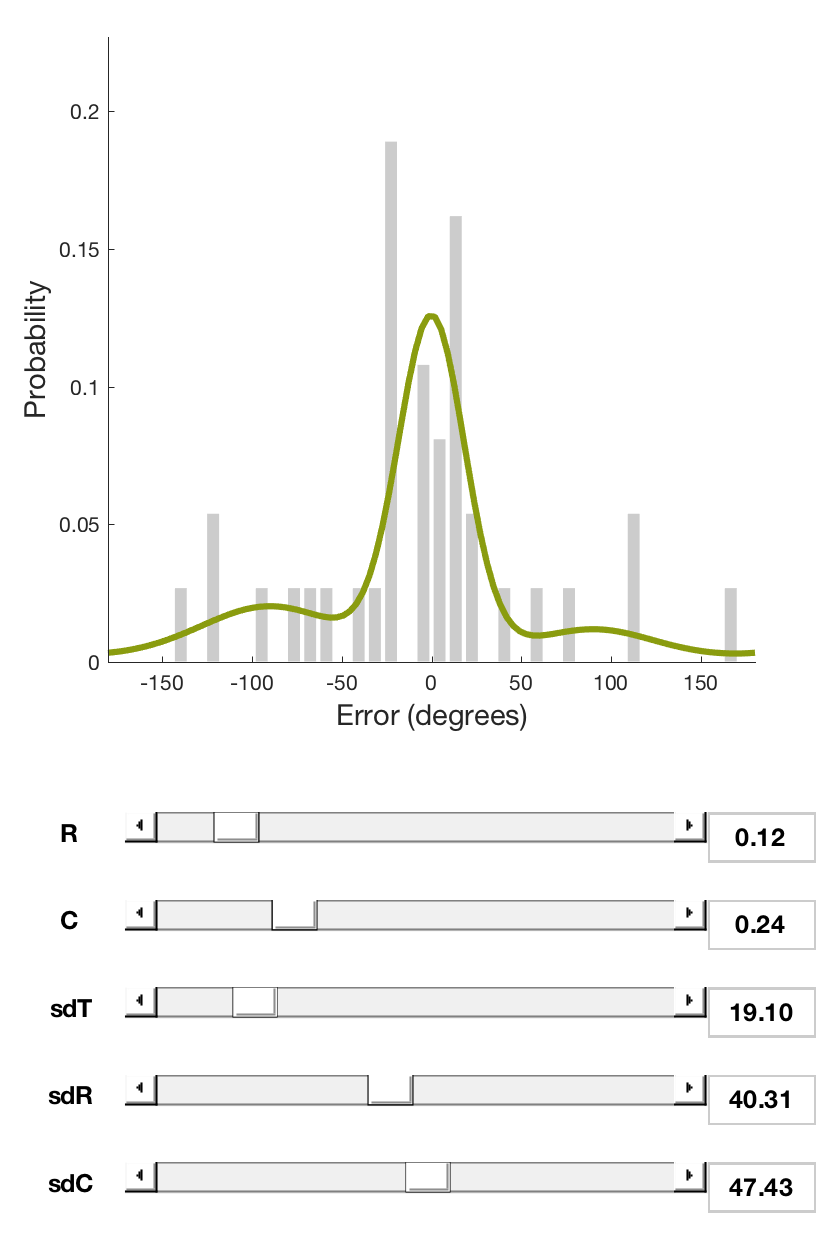 Probability
0.2
0.15
0.1
0.05
0
-150 -100 -50 0 50 100 150
Error (degrees)
R 0.12
C 0.24
sdT 19.10
sdR 40.31
sdC 47.43